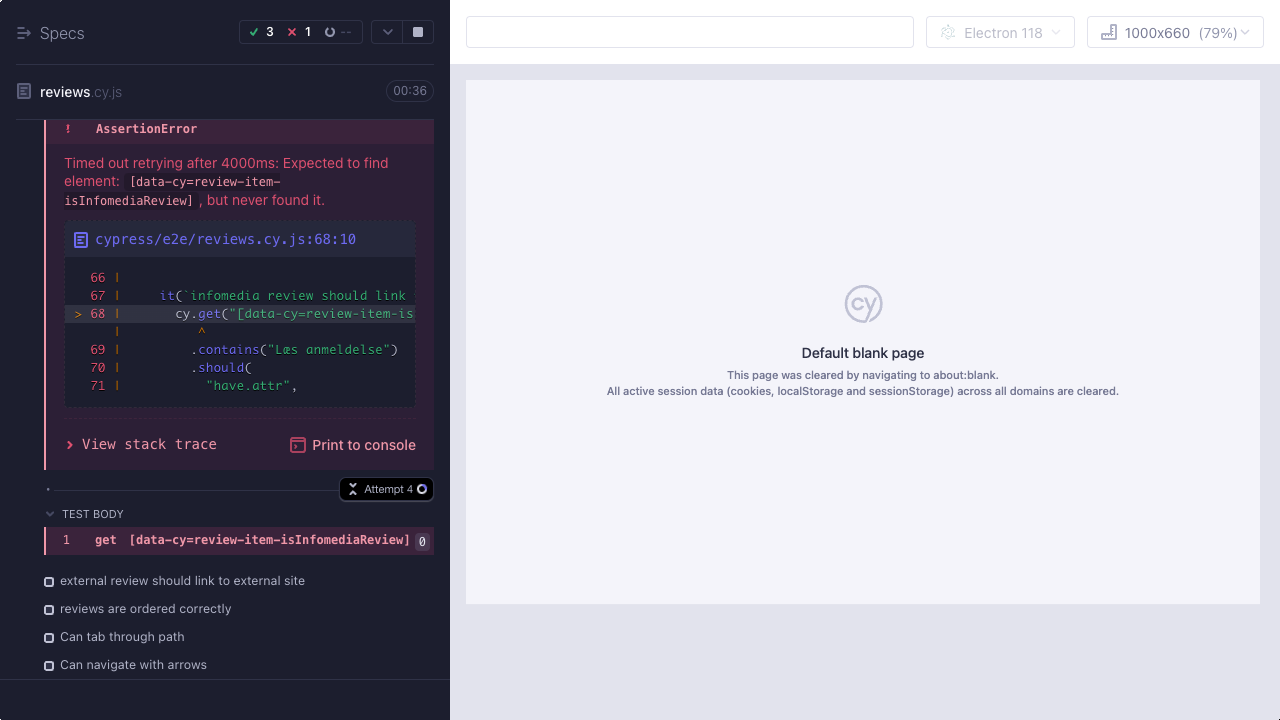 Specs
3
1
--
reviews.cy.js
00:36
! AssertionError
Timed out retrying after 4000ms: Expected to find
element: [data-cy=review-item-
isInfomediaReview] , but never found it.
cypress/e2e/reviews.cy.js:68:10
66 |
67 | it(`infomedia review should link
> 68 | cy.get("[data-cy=review-item-is
| ^
69 | .contains("Læs anmeldelse")
70 | .should(
71 | "have.attr",
View stack trace
Print to console
Attempt 4
TEST BODY
1 get [data-cy=review-item-isInfomediaReview] 0
external review should link to external site
reviews are ordered correctly
Can tab through path
Can navigate with arrows
Electron 118
1000x660 (79%)
cy
Default blank page
This page was cleared by navigating to about:blank.
All active session data (cookies, localStorage and sessionStorage) across all domains are cleared.